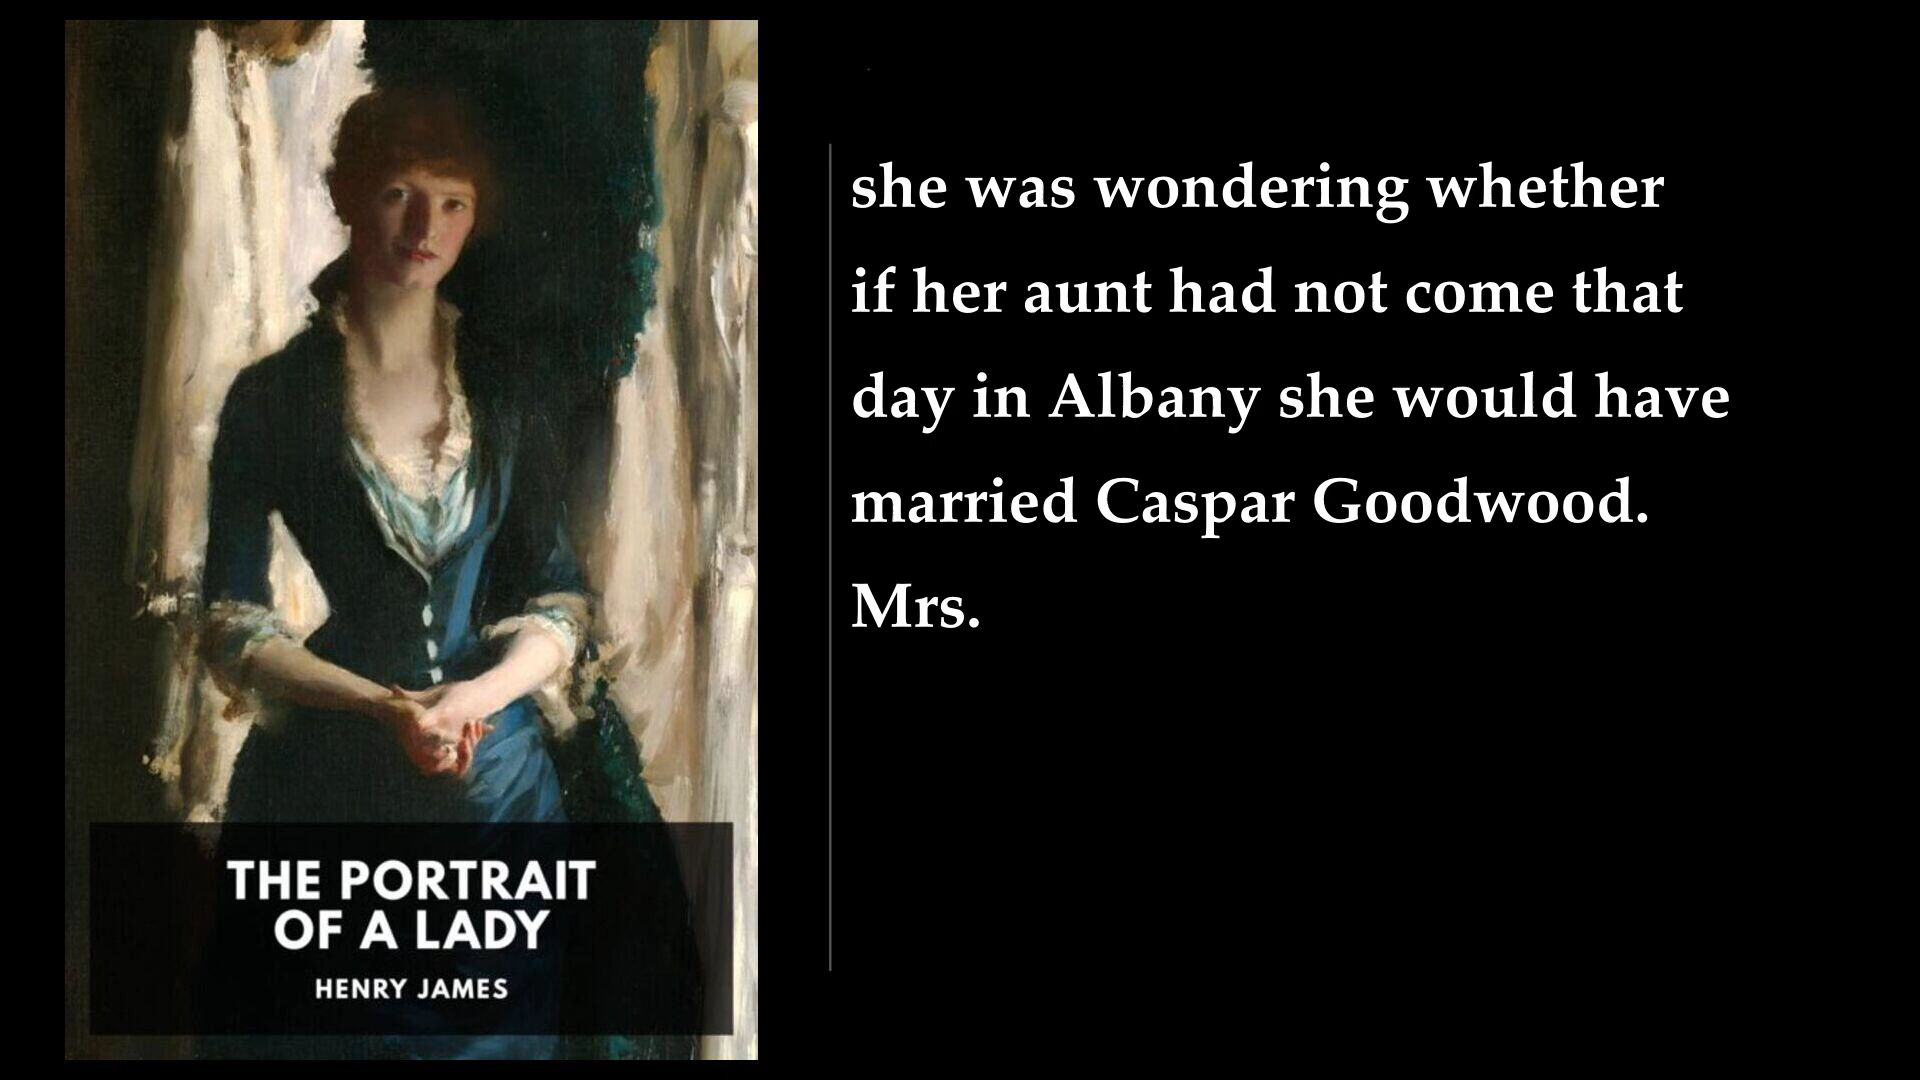 she was wondering whether
if her aunt had not come that
day in Albany she would have
married Caspar Goodwood.
Mrs.
THE PORTRAIT
OF A LADY
HENRY JAMES